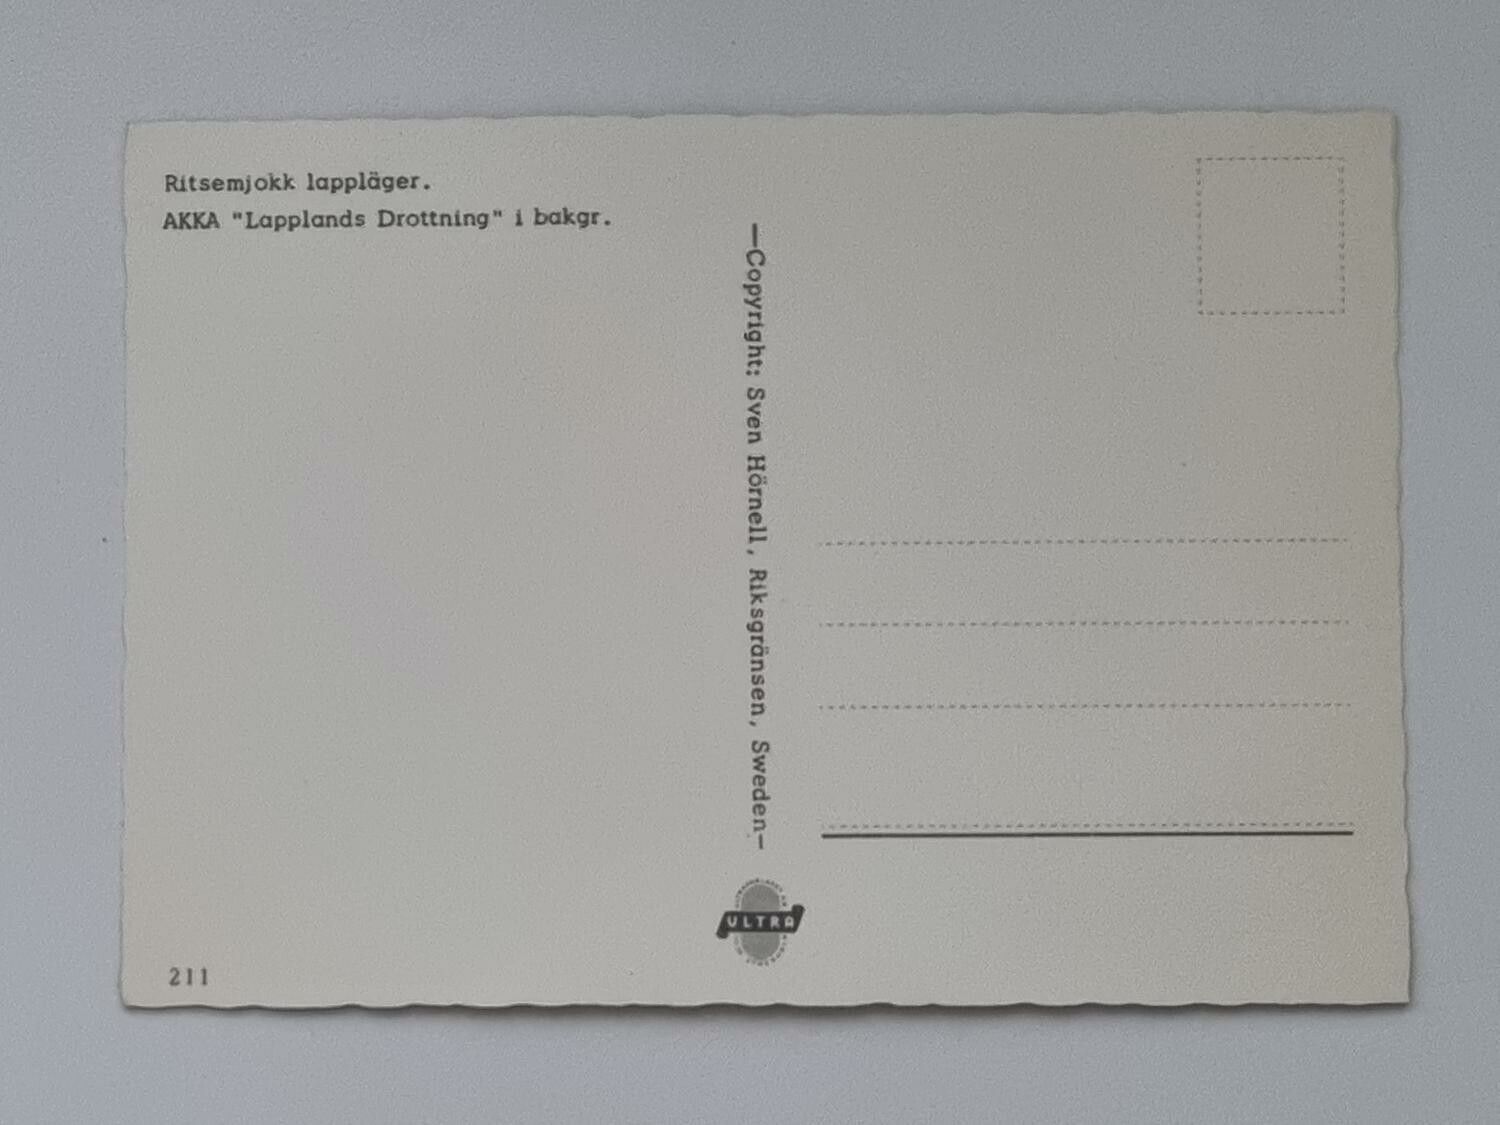 Ritsemjokk lappläger.
AKKA "Lapplands Drottning" i bakgr.
—Copyright: Sven Hörnell, Riksgränsen, Sweden—
ULTRA
211